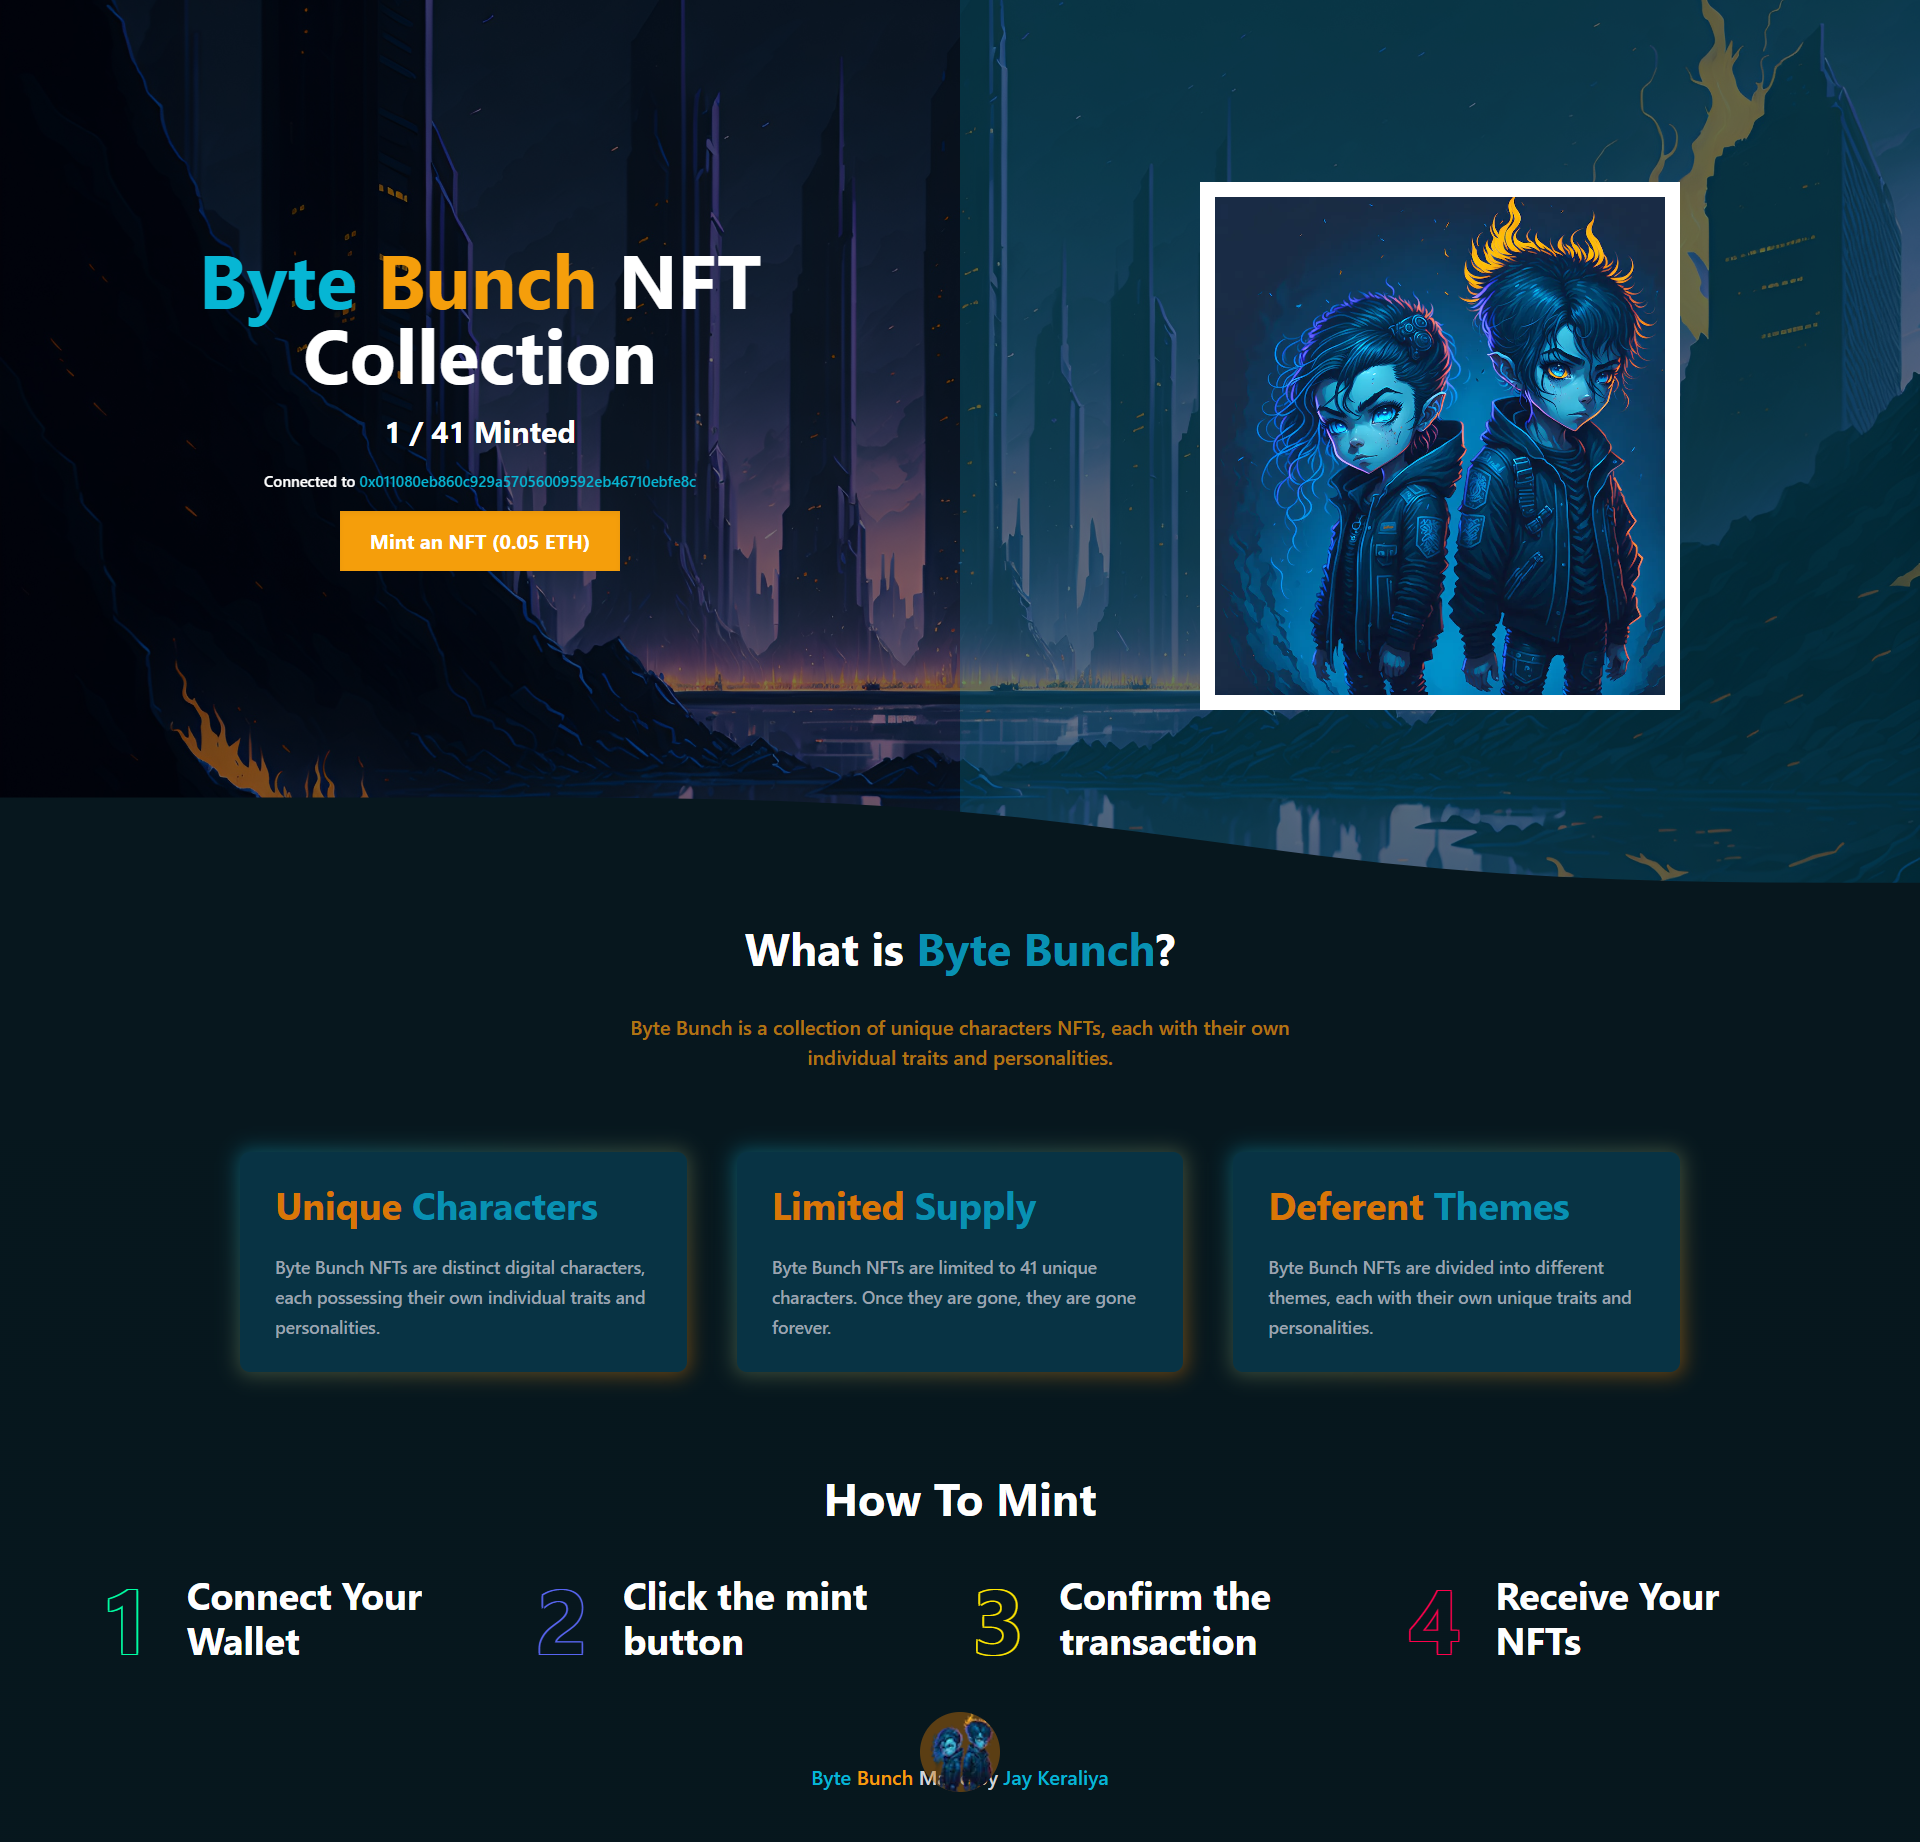 Byte Bunch NFT
Collection
1 / 41 Minted
Connected to 0x011080eb860c929a57056009592eb46710ebfe8c
Mint an NFT (0.05 ETH)
What is Byte Bunch?
Byte Bunch is a collection of unique characters NFTs, each with their own
individual traits and personalities.
Unique Characters
Byte Bunch NFTs are distinct digital characters,
each possessing their own individual traits and
personalities.
Limited Supply
Byte Bunch NFTs are limited to 41 unique
characters. Once they are gone, they are gone
forever.
Deferent Themes
Byte Bunch NFTs are divided into different
themes, each with their own unique traits and
personalities.
How To Mint
1
Connect Your
Wallet
2
Click the mint
button
3
Confirm the
transaction
4
Receive Your
NFTs
Byte Bunch Jay Keraliya